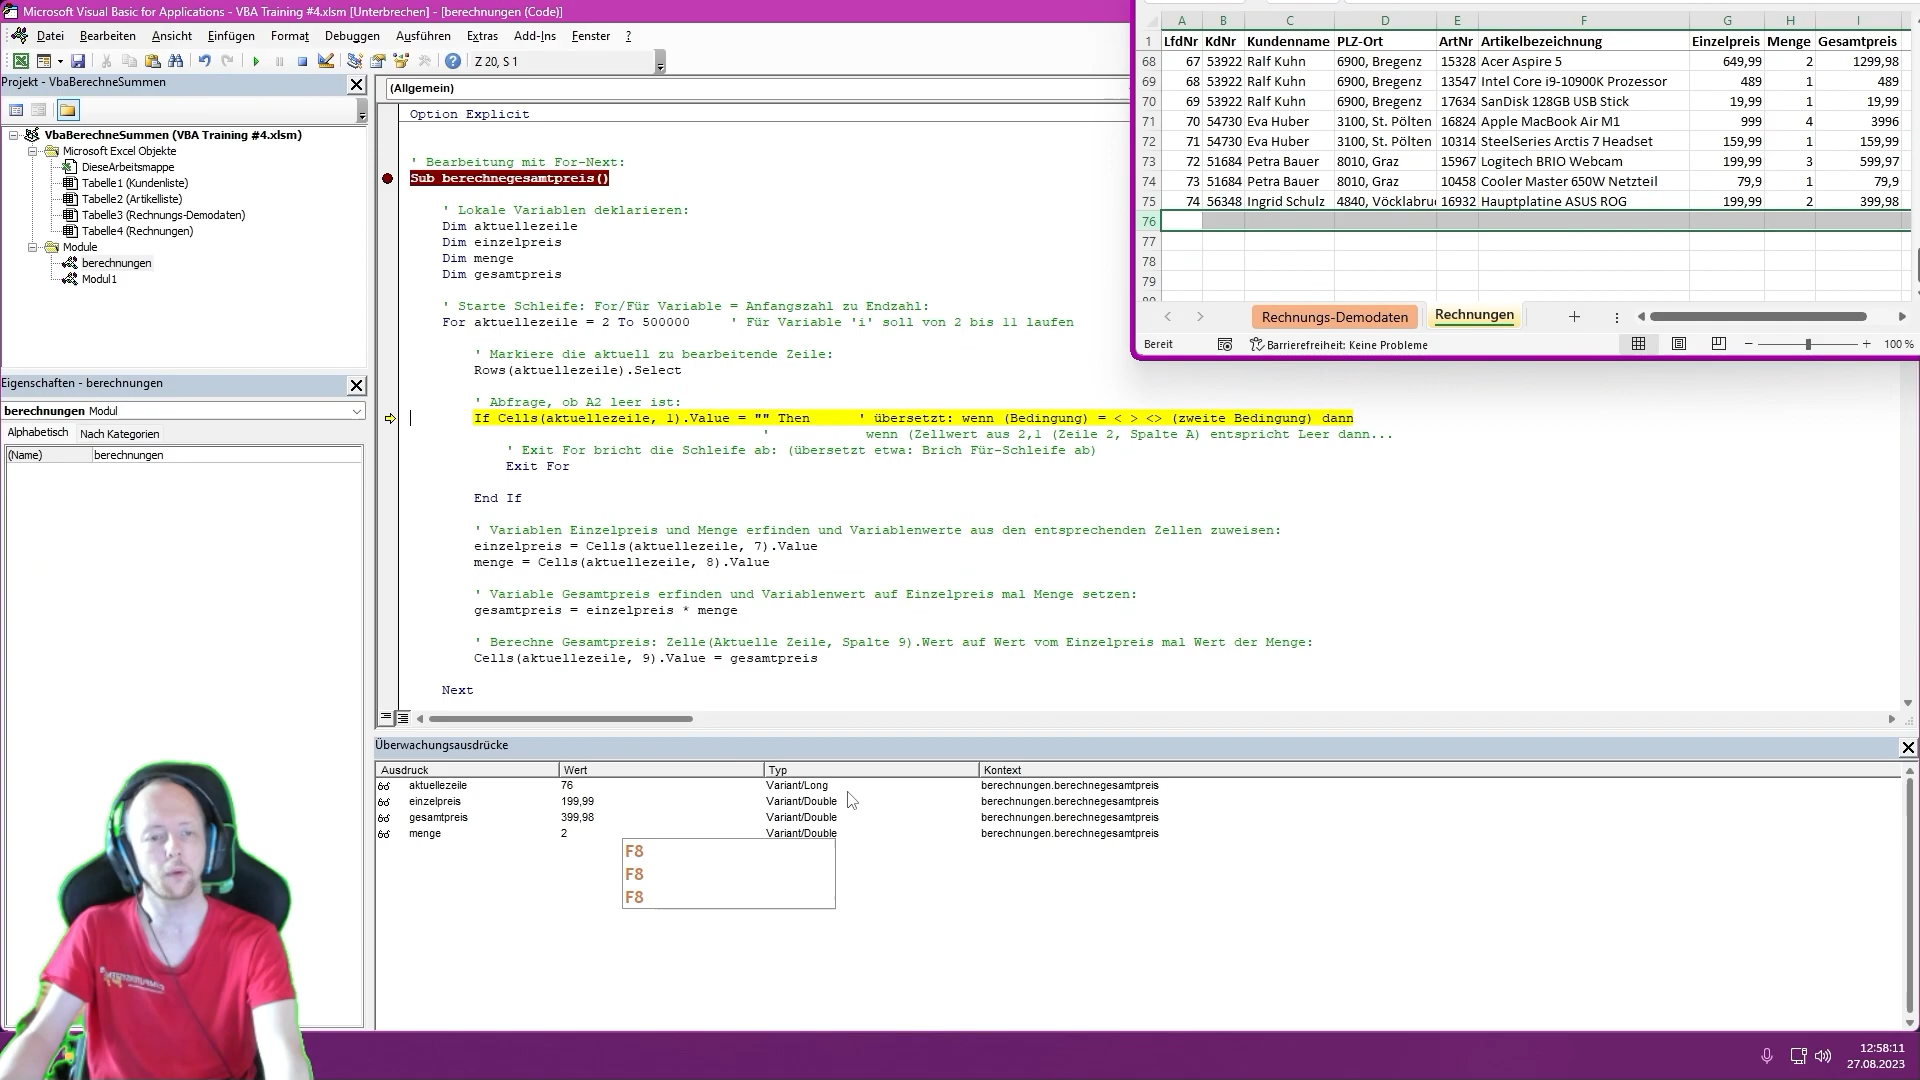 Microsoft Visual Basic for Applications - VBA Training #4.xlsm [Unterbrechen] - [berechnungen (Code)]
Datei Bearbeiten Ansicht Einfügen Format Debuggen Ausführen Extras Add-Ins Fenster ?
Z 20, S 1
Projekt - VbaBerechneSummen
VbaBerechneSummen (VBA Training #4.xlsm)
Microsoft Excel Objekte
DieseArbeitsmappe
Tabelle1 (Kundenliste)
Tabelle2 (Artikelliste)
Tabelle3 (Rechnungs-Demodaten)
Tabelle4 (Rechnungen)
Module
berechnungen
Modul1
Eigenschaften - berechnungen
berechnungen Modul
Alphabetisch Nach Kategorien
(Name) berechnungen
(Allgemein)
Option Explicit
' Bearbeitung mit For-Next:
Sub berechnegesamtpreis()
' Lokale Variablen deklarieren:
Dim aktuellezeile
Dim einzelpreis
Dim menge
Dim gesamtpreis
' Starte Schleife: For/Für Variable = Anfangszahl zu Endzahl:
For aktuellezeile = 2 To 500000 ' Für Variable 'i' soll von 2 bis 11 laufen
' Markiere die aktuell zu bearbeitende Zeile:
Rows(aktuellezeile).Select
' Abfrage, ob A2 leer ist:
If Cells(aktuellezeile, 1).Value = "" Then ' übersetzt: wenn (Bedingung) = < > <> (zweite Bedingung) dann
' wenn (Zellwert aus 2,1 (Zeile 2, Spalte A) entspricht Leer dann...
' Exit For bricht die Schleife ab: (übersetzt etwa: Brich Für-Schleife ab)
Exit For
End If
' Variablen Einzelpreis und Menge erfinden und Variablenwerte aus den entsprechenden Zellen zuweisen:
einzelpreis = Cells(aktuellezeile, 7).Value
menge = Cells(aktuellezeile, 8).Value
' Variable Gesamtpreis erfinden und Variablenwert auf Einzelpreis mal Menge setzen:
gesamtpreis = einzelpreis * menge
' Berechne Gesamtpreis: Zelle(Aktuelle Zeile, Spalte 9).Wert auf Wert vom Einzelpreis mal Wert der Menge:
Cells(aktuellezeile, 9).Value = gesamtpreis
Next
A B C D E F G H I
1 LfdNr KdNr Kundenname PLZ-Ort ArtNr Artikelbezeichnung Einzelpreis Menge Gesamtpreis
68 67 53922 Ralf Kuhn 6900, Bregenz 15328 Acer Aspire 5 649,99 2 1299,98
69 68 53922 Ralf Kuhn 6900, Bregenz 13547 Intel Core i9-10900K Prozessor 489 1 489
70 69 53922 Ralf Kuhn 6900, Bregenz 17634 SanDisk 128GB USB Stick 19,99 1 19,99
71 70 54730 Eva Huber 3100, St. Pölten 16824 Apple MacBook Air M1 999 4 3996
72 71 54730 Eva Huber 3100, St. Pölten 10314 SteelSeries Arctis 7 Headset 159,99 1 159,99
73 72 51684 Petra Bauer 8010, Graz 15967 Logitech BRIO Webcam 199,99 3 599,97
74 73 51684 Petra Bauer 8010, Graz 10458 Cooler Master 650W Netzteil 79,9 1 79,9
75 74 56348 Ingrid Schulz 4840, Vöcklabru 16932 Hauptplatine ASUS ROG 199,99 2 399,98
76
77
78
79
Rechnungs-Demodaten Rechnungen
Bereit Barrierefreiheit: Keine Probleme 100 %
Überwachungsausdrücke
Ausdruck Wert Typ Kontext
aktuellezeile 76 Variant/Long berechnungen.berechnegesamtpreis
einzelpreis 199,99 Variant/Double berechnungen.berechnegesamtpreis
gesamtpreis 399,98 Variant/Double berechnungen.berechnegesamtpreis
menge 2 Variant/Double berechnungen.berechnegesamtpreis
F8
F8
F8
12:58:11
27.08.2023